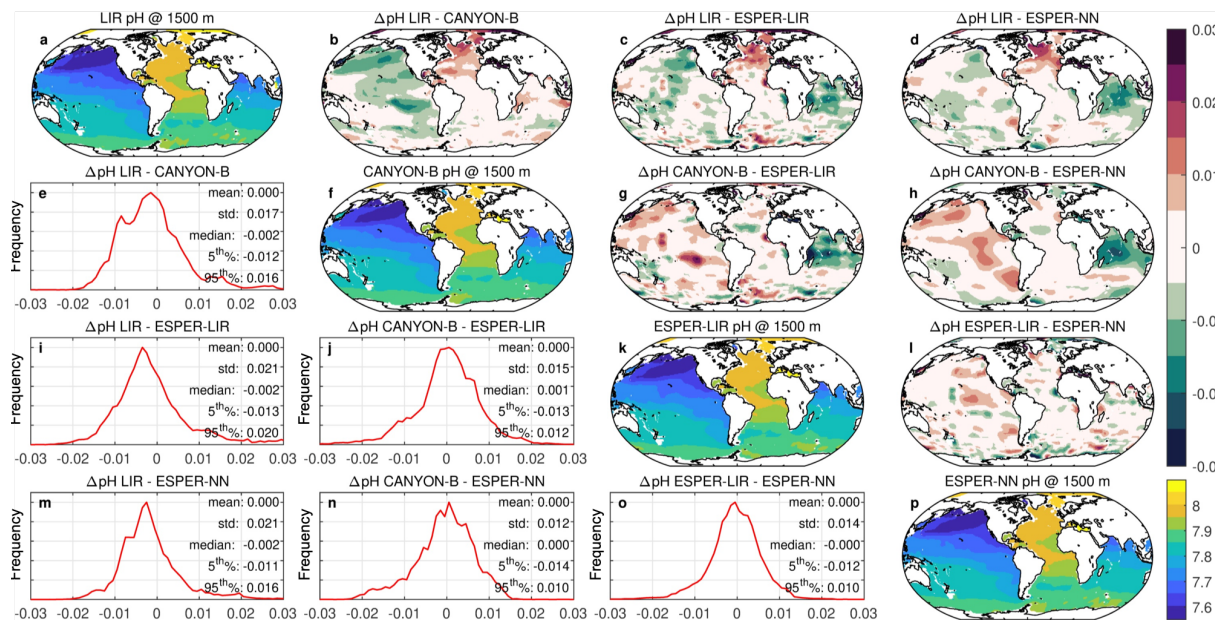 LIR pH @ 1500 m
ΔpH LIR - CANYON-B
ΔpH LIR - ESPER-LIR
ΔpH LIR - ESPER-NN
a
b
c
d
0.03
0.02
0.01
0
-0.0
-0.0
-0.0
ΔpH LIR - CANYON-B
CANYON-B pH @ 1500 m
ΔpH CANYON-B - ESPER-LIR
ΔpH CANYON-B - ESPER-NN
e
mean: 0.000
std: 0.017
median: -0.002
5th%: -0.012
95th%: 0.016
Frequency
-0.03 -0.02 -0.01 0 0.01 0.02 0.03
f
g
h
ΔpH LIR - ESPER-LIR
ΔpH CANYON-B - ESPER-LIR
ESPER-LIR pH @ 1500 m
ΔpH ESPER-LIR - ESPER-NN
i
mean: 0.000
std: 0.021
median: -0.002
5th%: -0.013
95th%: 0.020
Frequency
-0.03 -0.02 -0.01 0 0.01 0.02 0.03
j
mean: 0.000
std: 0.015
median: 0.001
5th%: -0.013
95th%: 0.012
-0.03 -0.02 -0.01 0 0.01 0.02 0.03
k
l
ΔpH LIR - ESPER-NN
ΔpH CANYON-B - ESPER-NN
ΔpH ESPER-LIR - ESPER-NN
ESPER-NN pH @ 1500 m
m
mean: 0.000
std: 0.021
median: -0.002
5th%: -0.011
95th%: 0.016
Frequency
-0.03 -0.02 -0.01 0 0.01 0.02 0.03
n
mean: 0.000
std: 0.012
median: 0.000
5th%: -0.014
95th%: 0.010
-0.03 -0.02 -0.01 0 0.01 0.02 0.03
o
mean: 0.000
std: 0.014
median: -0.000
5th%: -0.012
95th%: 0.010
-0.03 -0.02 -0.01 0 0.01 0.02 0.03
p
8
7.9
7.8
7.7
7.6